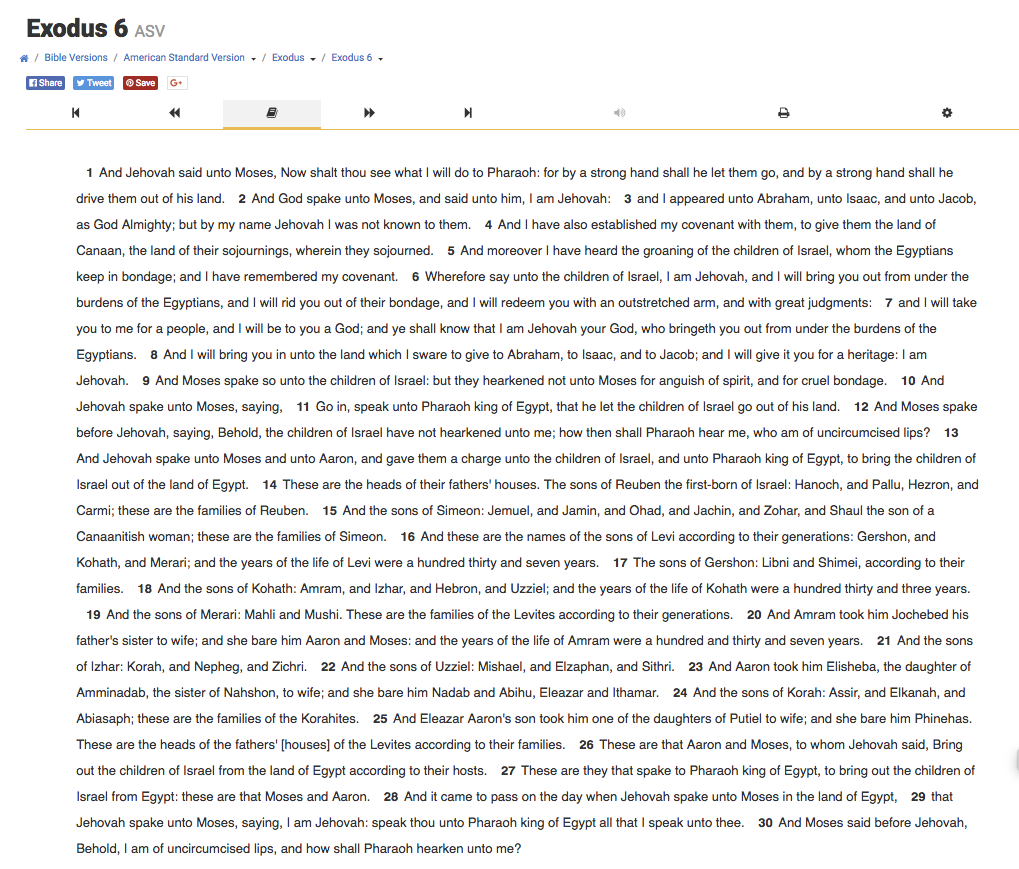 Exodus 6 ASV
/ Bible Versions / American Standard Version / Exodus / Exodus 6
Share Tweet Save G+
1 And Jehovah said unto Moses, Now shalt thou see what I will do to Pharaoh: for by a strong hand shall he let them go, and by a strong hand shall he
drive them out of his land. 2 And God spake unto Moses, and said unto him, I am Jehovah: 3 and I appeared unto Abraham, unto Isaac, and unto Jacob,
as God Almighty; but by my name Jehovah I was not known to them. 4 And I have also established my covenant with them, to give them the land of
Canaan, the land of their sojournings, wherein they sojourned. 5 And moreover I have heard the groaning of the children of Israel, whom the Egyptians
keep in bondage; and I have remembered my covenant. 6 Wherefore say unto the children of Israel, I am Jehovah, and I will bring you out from under the
burdens of the Egyptians, and I will rid you out of their bondage, and I will redeem you with an outstretched arm, and with great judgments: 7 and I will take
you to me for a people, and I will be to you a God; and ye shall know that I am Jehovah your God, who bringeth you out from under the burdens of the
Egyptians. 8 And I will bring you in unto the land which I sware to give to Abraham, to Isaac, and to Jacob; and I will give it you for a heritage: I am
Jehovah. 9 And Moses spake so unto the children of Israel: but they hearkened not unto Moses for anguish of spirit, and for cruel bondage. 10 And
Jehovah spake unto Moses, saying, 11 Go in, speak unto Pharaoh king of Egypt, that he let the children of Israel go out of his land. 12 And Moses spake
before Jehovah, saying, Behold, the children of Israel have not hearkened unto me; how then shall Pharaoh hear me, who am of uncircumcised lips? 13
And Jehovah spake unto Moses and unto Aaron, and gave them a charge unto the children of Israel, and unto Pharaoh king of Egypt, to bring the children of
Israel out of the land of Egypt. 14 These are the heads of their fathers' houses. The sons of Reuben the first-born of Israel: Hanoch, and Pallu, Hezron, and
Carmi; these are the families of Reuben. 15 And the sons of Simeon: Jemuel, and Jamin, and Ohad, and Jachin, and Zohar, and Shaul the son of a
Canaanitish woman; these are the families of Simeon. 16 And these are the names of the sons of Levi according to their generations: Gershon, and
Kohath, and Merari; and the years of the life of Levi were a hundred thirty and seven years. 17 The sons of Gershon: Libni and Shimei, according to their
families. 18 And the sons of Kohath: Amram, and Izhar, and Hebron, and Uzziel; and the years of the life of Kohath were a hundred thirty and three years.
19 And the sons of Merari: Mahli and Mushi. These are the families of the Levites according to their generations. 20 And Amram took him Jochebed his
father's sister to wife; and she bare him Aaron and Moses: and the years of the life of Amram were a hundred and thirty and seven years. 21 And the sons
of Izhar: Korah, and Nepheg, and Zichri. 22 And the sons of Uzziel: Mishael, and Elzaphan, and Sithri. 23 And Aaron took him Elisheba, the daughter of
Amminadab, the sister of Nahshon, to wife; and she bare him Nadab and Abihu, Eleazar and Ithamar. 24 And the sons of Korah: Assir, and Elkanah, and
Abiasaph; these are the families of the Korahites. 25 And Eleazar Aaron's son took him one of the daughters of Putiel to wife; and she bare him Phinehas.
These are the heads of the fathers' [houses] of the Levites according to their families. 26 These are that Aaron and Moses, to whom Jehovah said, Bring
out the children of Israel from the land of Egypt according to their hosts. 27 These are they that spake to Pharaoh king of Egypt, to bring out the children of
Israel from Egypt: these are that Moses and Aaron. 28 And it came to pass on the day when Jehovah spake unto Moses in the land of Egypt, 29 that
Jehovah spake unto Moses, saying, I am Jehovah: speak thou unto Pharaoh king of Egypt all that I speak unto thee. 30 And Moses said before Jehovah,
Behold, I am of uncircumcised lips, and how shall Pharaoh hearken unto me?